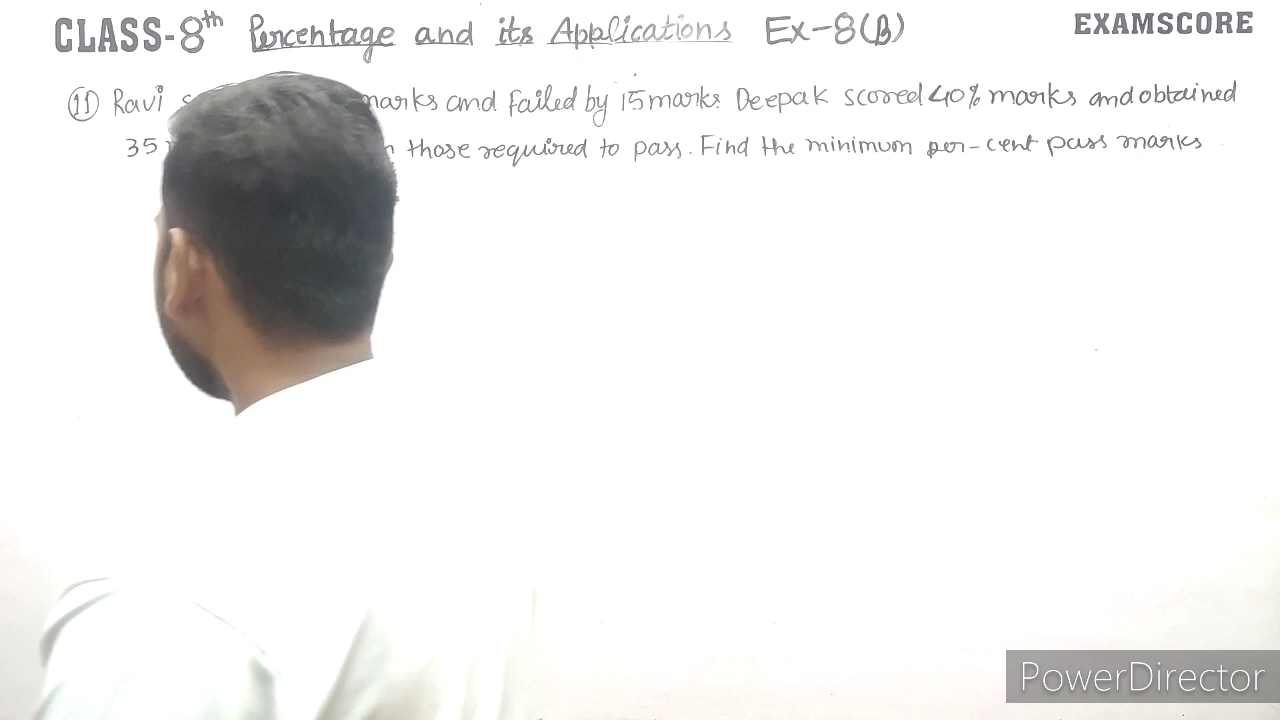 CLASS-8th Percentage and its Applications Ex-8(B)
EXAMSCORE
11 Ravi marks and failed by 15 marks. Deepak scored 40% marks and obtained
35 those required to pass. Find the minimum per-cent pass marks
PowerDirector